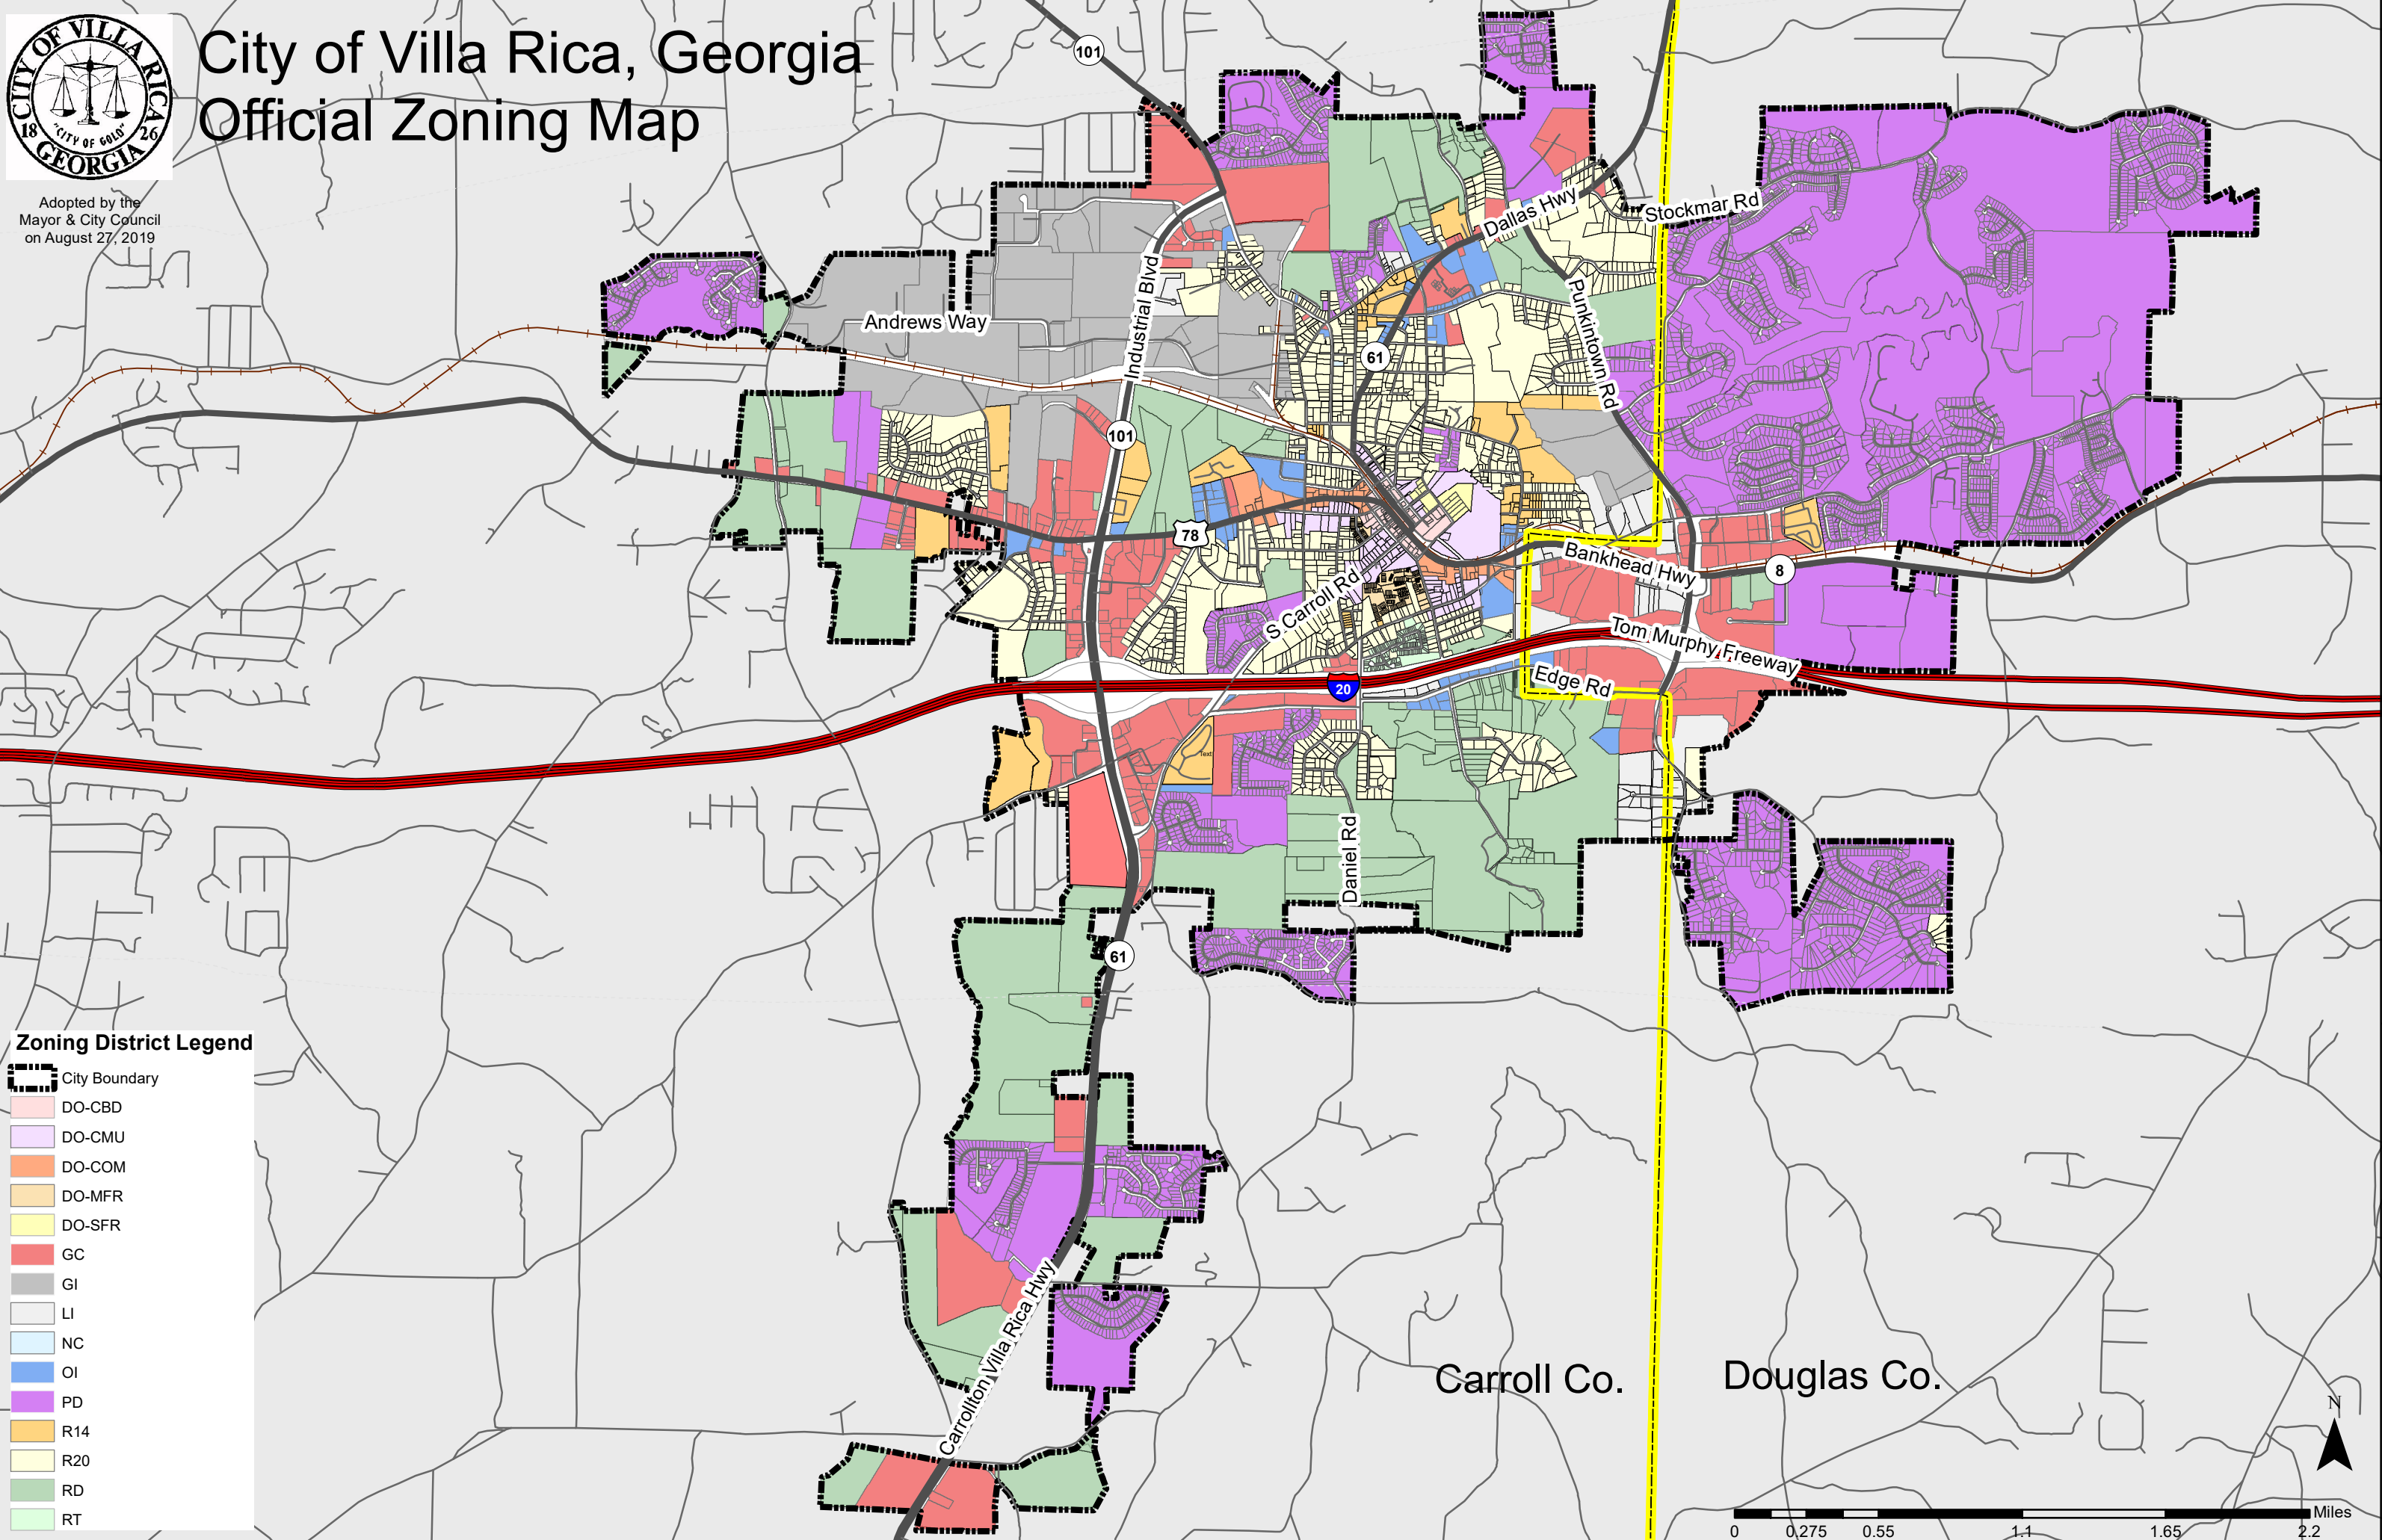 City of Villa Rica, Georgia
Official Zoning Map
CITY OF VILLA RICA
18 26
"CITY OF GOLD"
GEORGIA
Adopted by the
Mayor & City Council
on August 27, 2019
101
Stockmar Rd
Dallas Hwy
Industrial Blvd
Andrews Way
Punkintown Rd
61
101
78
Bankhead Hwy
8
S Carroll Rd
Tom Murphy Freeway
Edge Rd
20
Text
Daniel Rd
61
Carrollton Villa Rica Hwy
Carroll Co.
Douglas Co.
Zoning District Legend
City Boundary
DO-CBD
DO-CMU
DO-COM
DO-MFR
DO-SFR
GC
GI
LI
NC
OI
PD
R14
R20
RD
RT
N
Miles
0 0.275 0.55 1.1 1.65 2.2